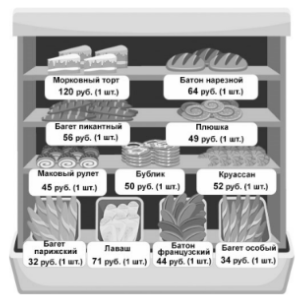 Морковный торт
120 руб. (1 шт.)
Батон нарезной
64 руб. (1 шт.)
Багет пикантный
56 руб. (1 шт.)
Плюшка
49 руб. (1 шт.)
Маковый рулет
45 руб. (1 шт.)
Бублик
50 руб. (1 шт.)
Круассан
52 руб. (1 шт.)
Багет
парижский
32 руб. (1 шт.)
Лаваш
71 руб. (1 шт.)
Батон
французский
44 руб. (1 шт.)
Багет особый
34 руб. (1 шт.)